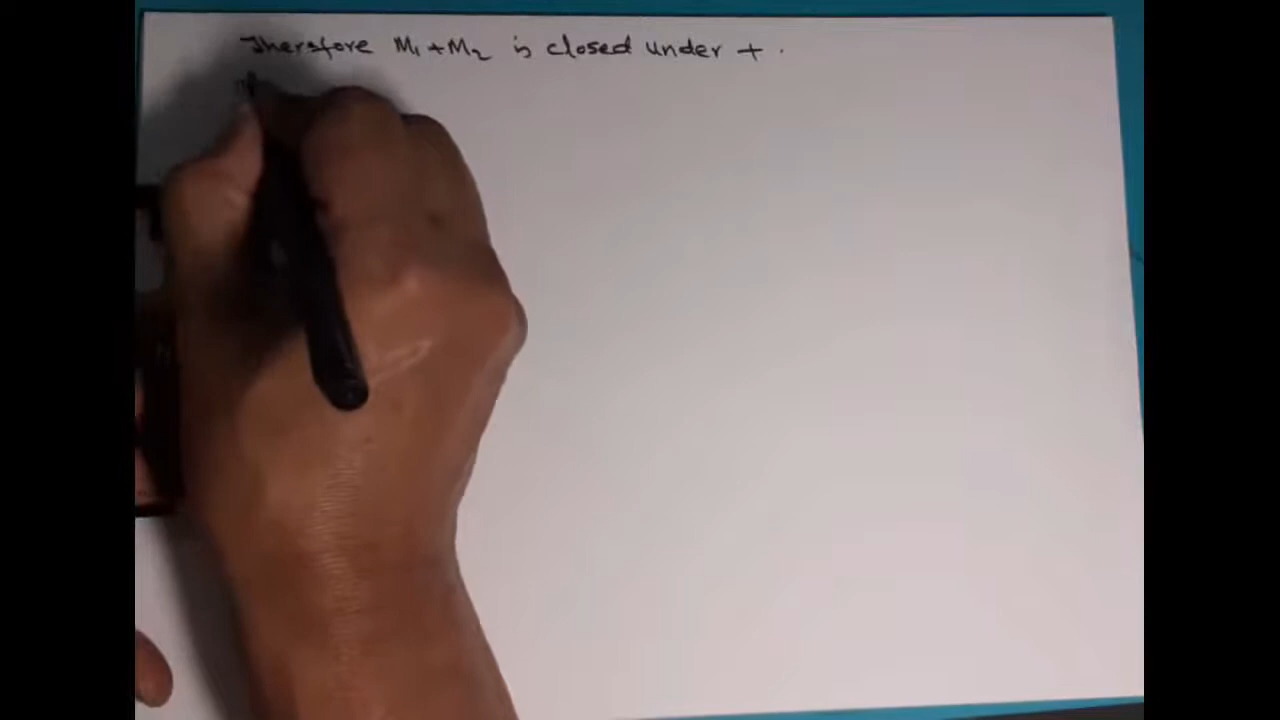 Therefore M₁+M₂ is closed under + .